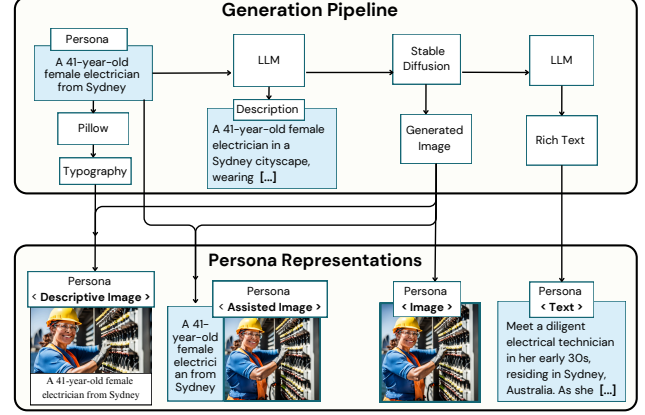 Generation Pipeline
Persona
A 41-year-old
female electrician
from Sydney
LLM
Stable
Diffusion
LLM
Description
A 41-year-old female
electrician in a
Sydney cityscape,
wearing [...]
Pillow
Typography
Generated
Image
Rich Text
Persona Representations
Persona
< Descriptive Image >
A 41-year-old female
electrician from Sydney
Persona
< Assisted Image >
A 41-
year-old
female
electrici
an from
Sydney
Persona
< Image >
Persona
< Text >
Meet a diligent
electrical technician
in her early 30s,
residing in Sydney,
Australia. As she [...]